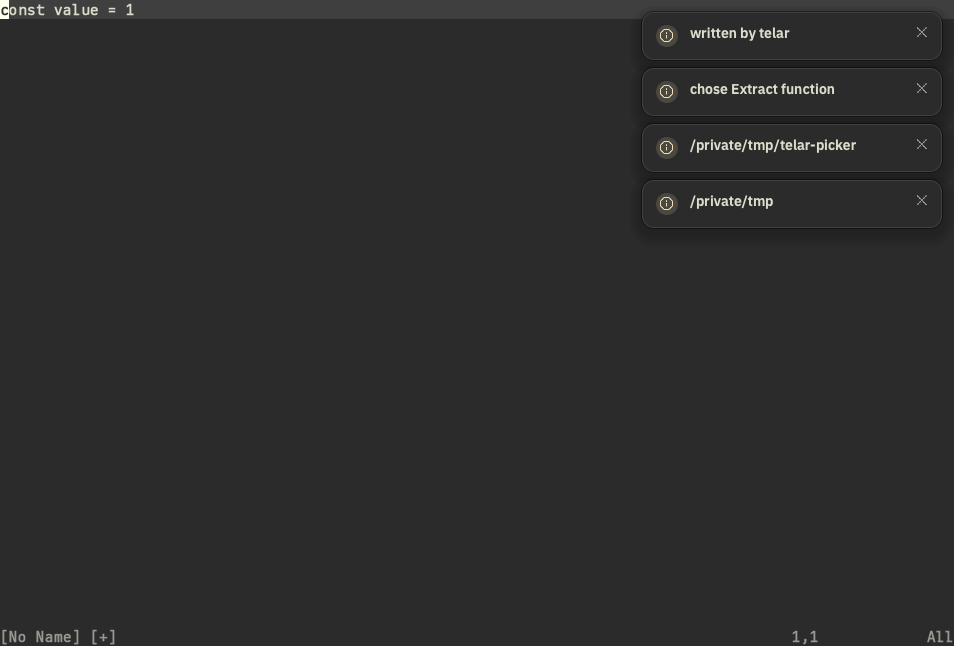 const value = 1
written by telar
chose Extract function
/private/tmp/telar-picker
/private/tmp
[No Name] [+] 1,1 All